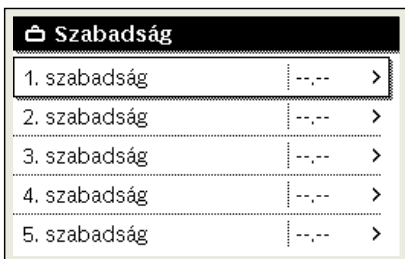 Szabadság
1. szabadság --.-- >
2. szabadság --.-- >
3. szabadság --.-- >
4. szabadság --.-- >
5. szabadság --.-- >